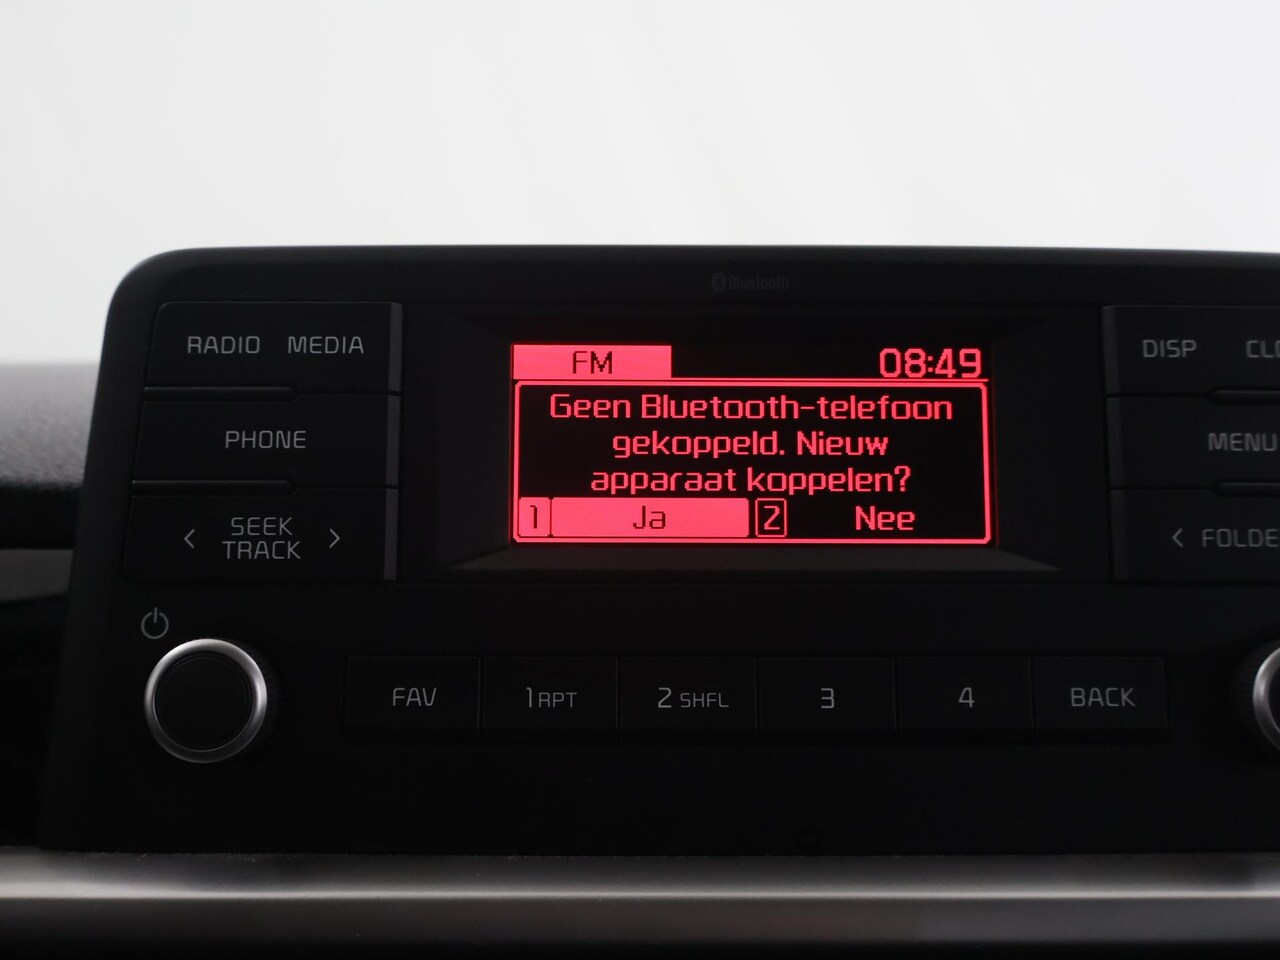 Bluetooth
RADIO MEDIA
DISP
FM 08:49
Geen Bluetooth-telefoon
gekoppeld. Nieuw
apparaat koppelen?
1 Ja 2 Nee
PHONE
MENU
< SEEK >
TRACK
<
FAV 1 RPT 2 SHFL 3 4 BACK